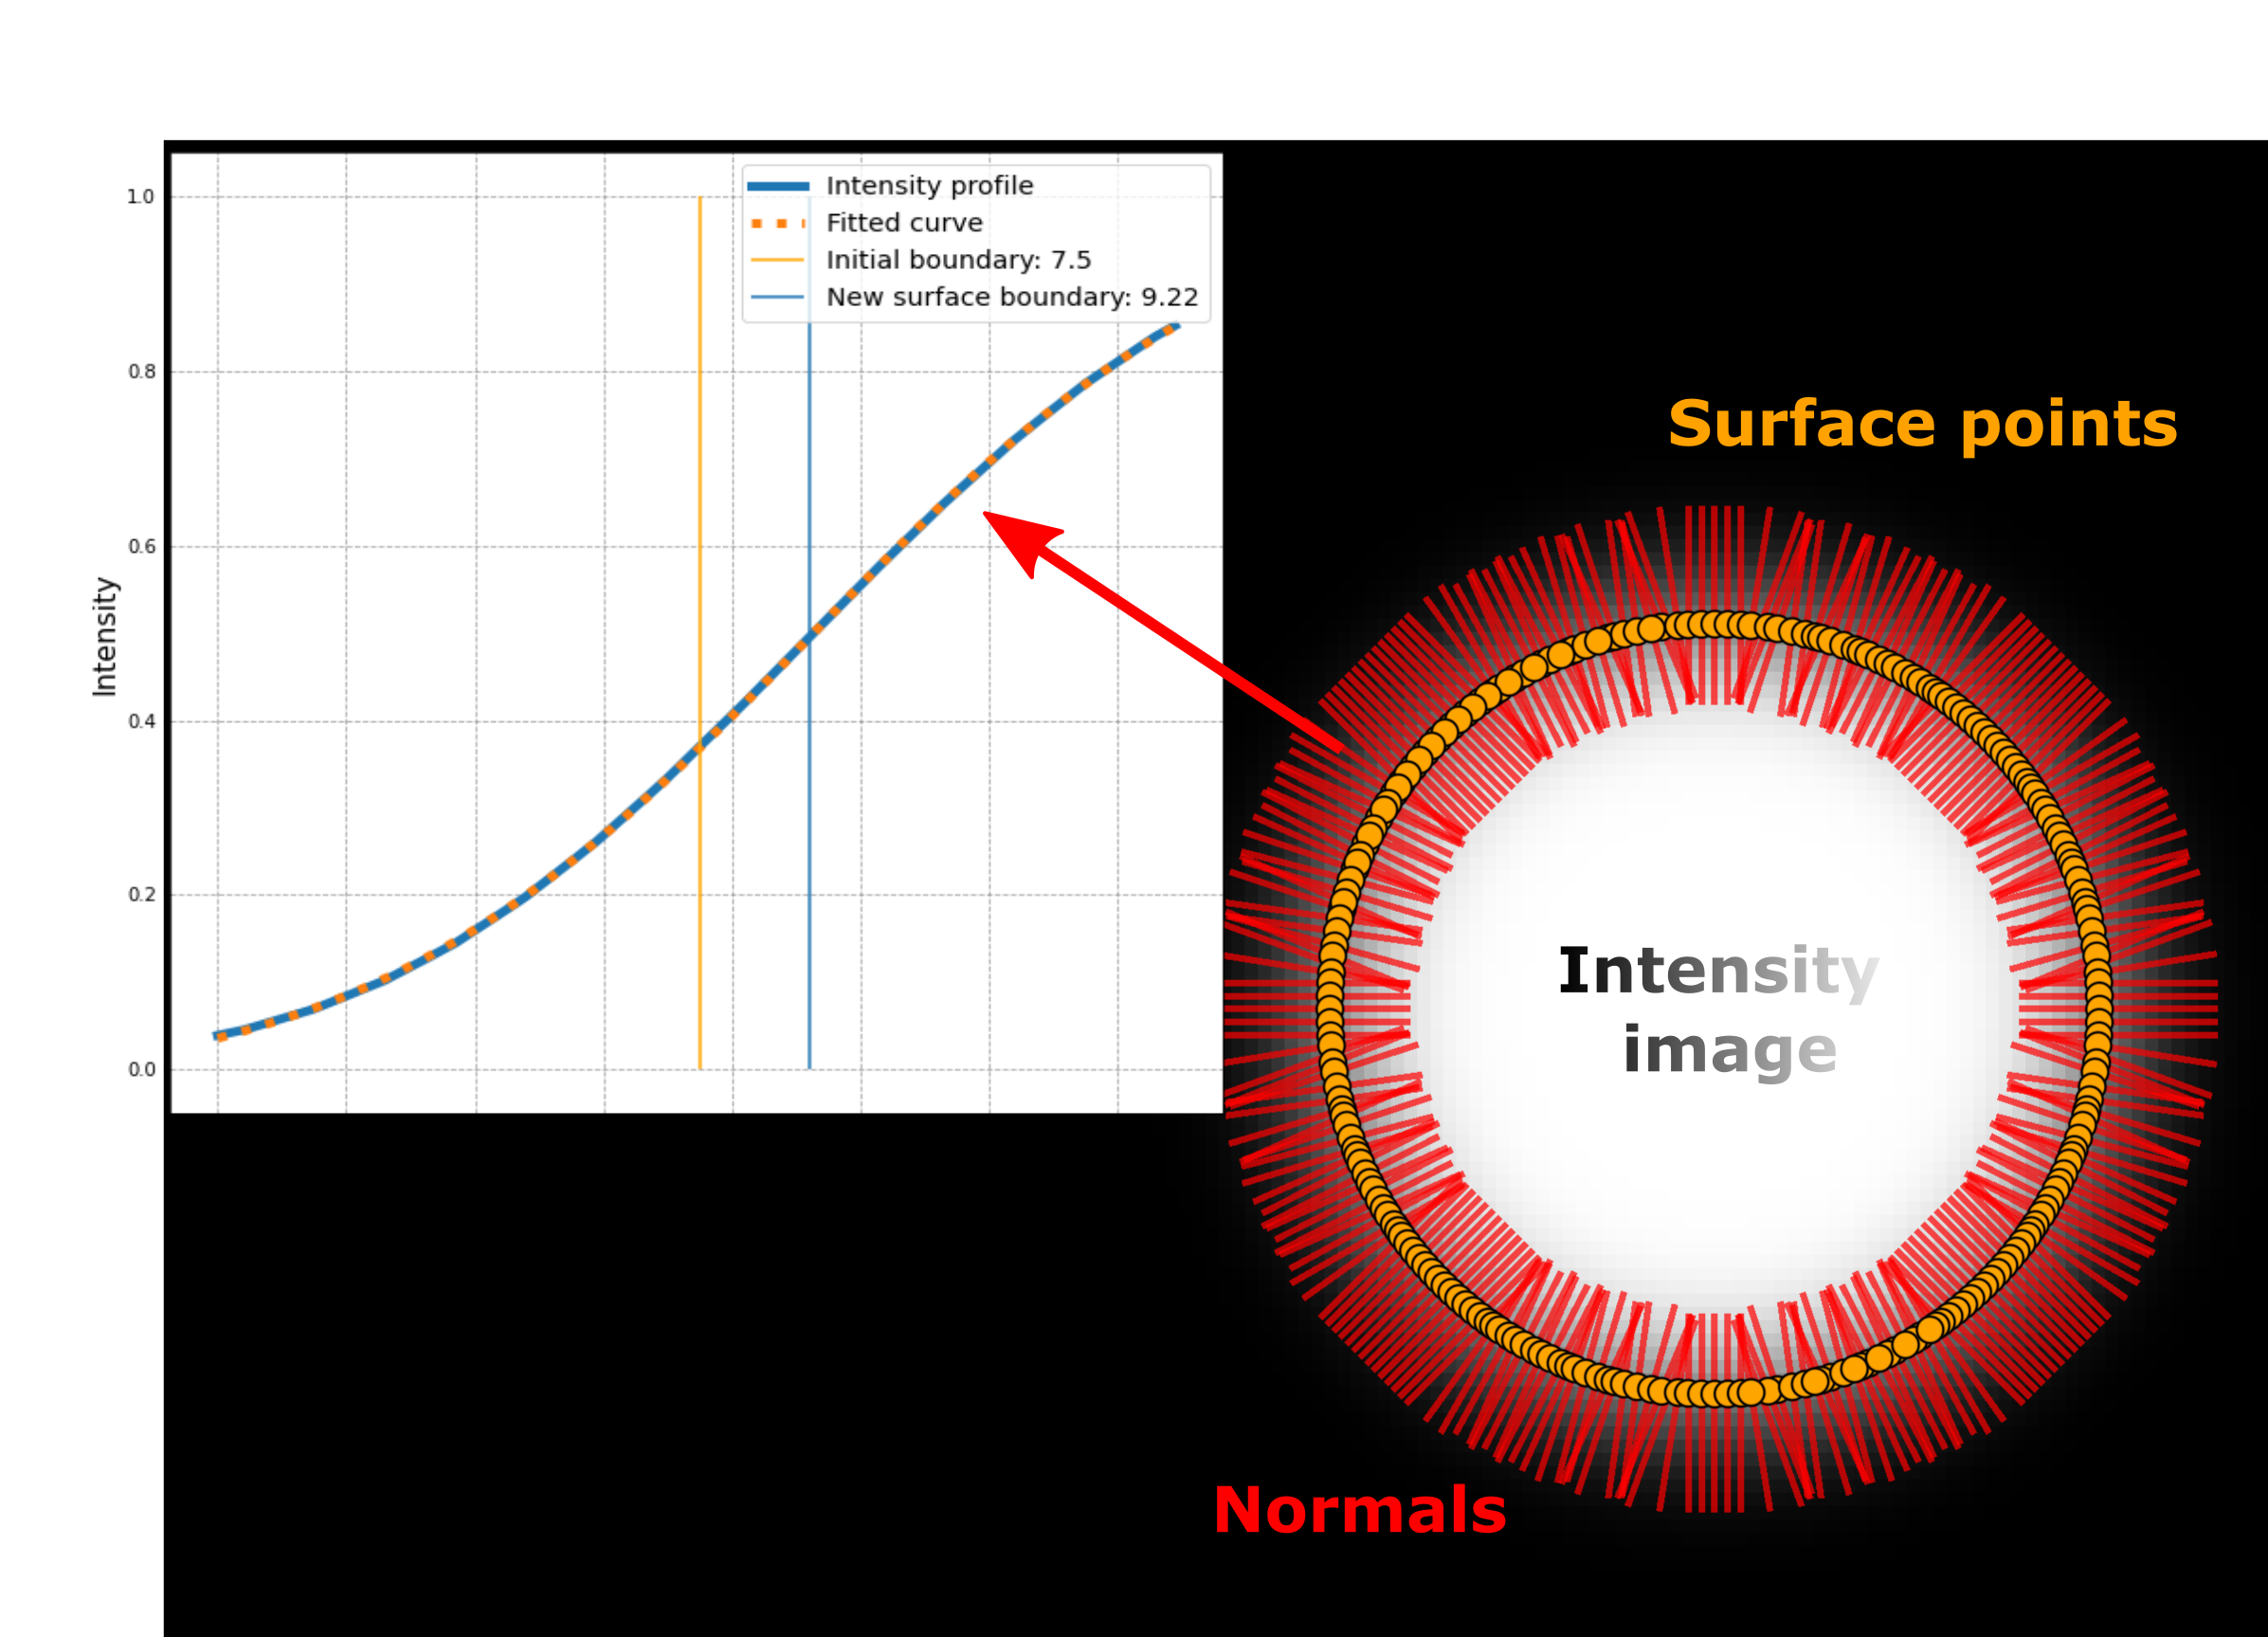 1.0
0.8
0.6
0.4
0.2
0.0
Intensity
Intensity profile
Fitted curve
Initial boundary: 7.5
New surface boundary: 9.22
Surface points
Intensity
image
Normals